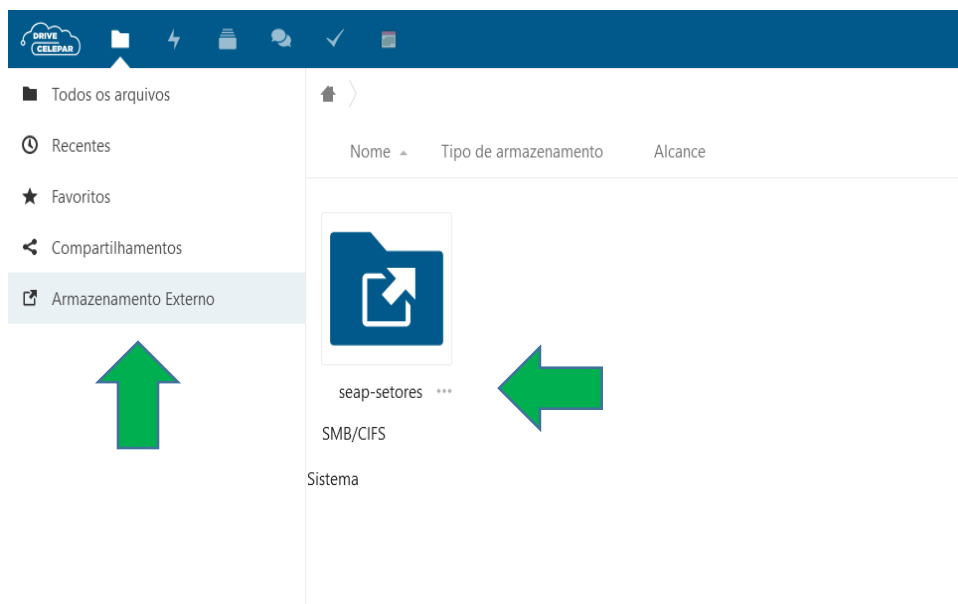 DRIVE
CELEPAR
Todos os arquivos
Recentes
Favoritos
Compartilhamentos
Armazenamento Externo
Nome Tipo de armazenamento Alcance
seap-setores ...
SMB/CIFS
Sistema